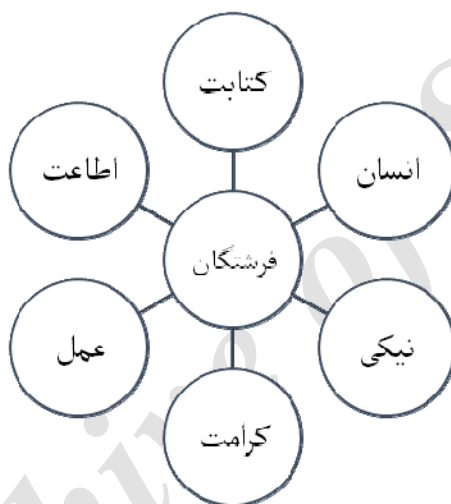 کتابت
انسان
اطاعت
فرشتگان
نیکی
عمل
کرامت